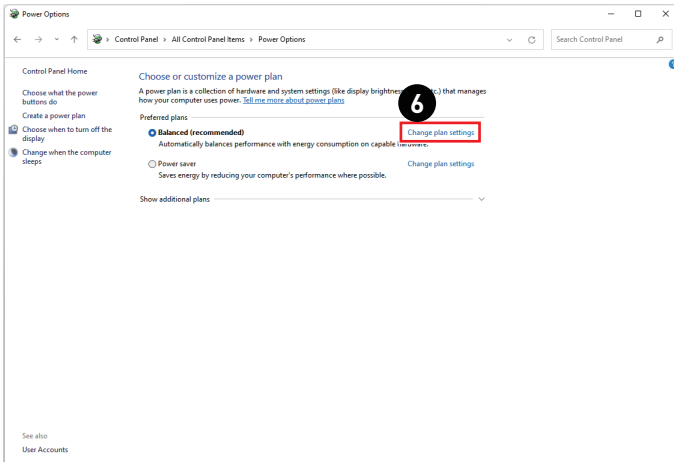 Power Options
Control Panel > All Control Panel Items > Power Options
Search Control Panel
Control Panel Home
Choose what the power
buttons do
Create a power plan
Choose when to turn off the
display
Change when the computer
sleeps
Choose or customize a power plan
A power plan is a collection of hardware and system settings (like display brightness, etc.) that manages
how your computer uses power. Tell me more about power plans
6
Preferred plans
Balanced (recommended)
Change plan settings
Automatically balances performance with energy consumption on capable hardware.
Power saver
Change plan settings
Saves energy by reducing your computer's performance where possible.
Show additional plans
See also
User Accounts